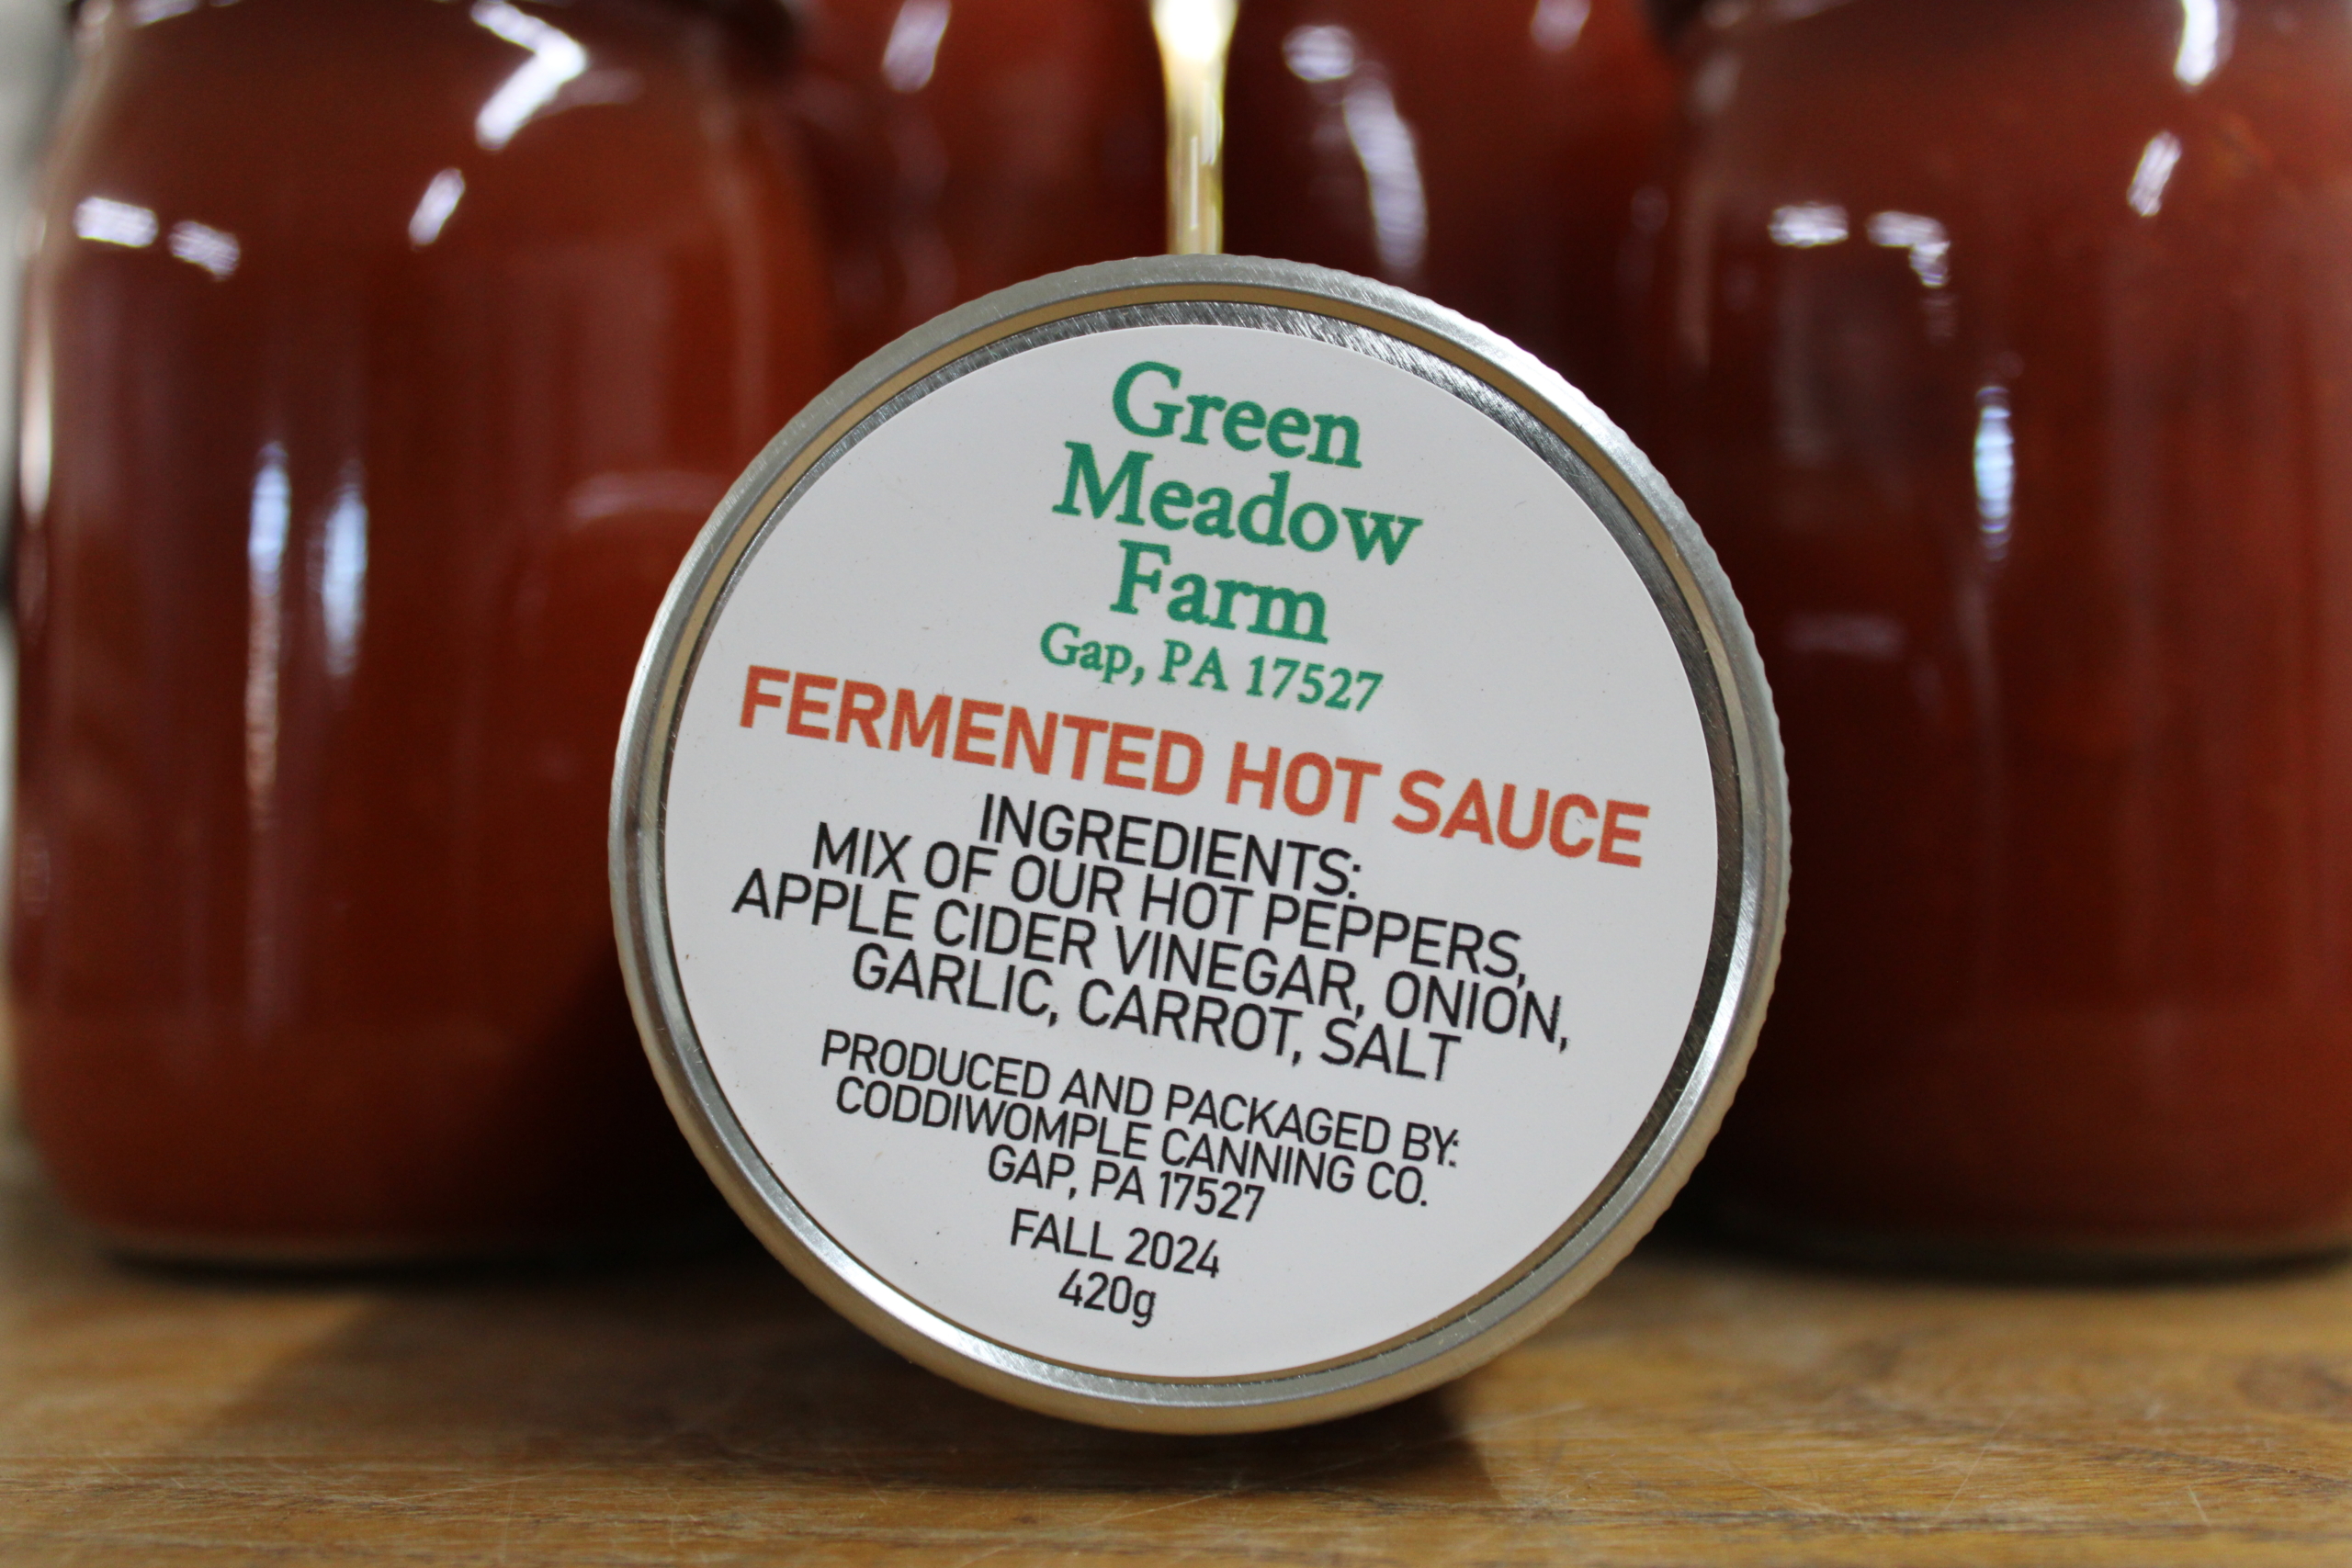 Green
Meadow
Farm
Gap, PA 17527
FERMENTED HOT SAUCE
INGREDIENTS:
MIX OF OUR HOT PEPPERS,
APPLE CIDER VINEGAR, ONION,
GARLIC, CARROT, SALT
PRODUCED AND PACKAGED BY:
CODDIWOMPLE CANNING CO.
GAP, PA 17527
FALL 2024
420g